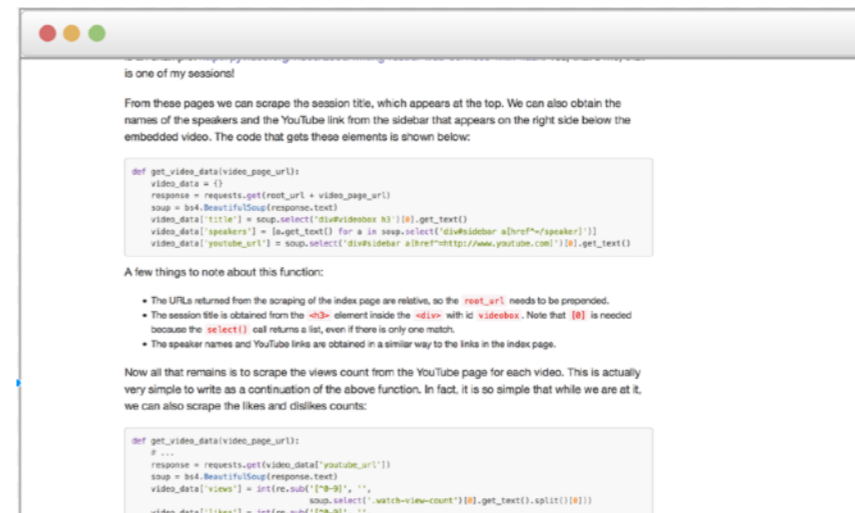 is one of my sessions!
From these pages we can scrape the session title, which appears at the top. We can also obtain the
names of the speakers and the YouTube link from the sidebar that appears on the right side below the
embedded video. The code that gets these elements is shown below:
def get_video_data(video_page_url):
    video_data = {}
    response = requests.get(root_url + video_page_url)
    soup = bs4.BeautifulSoup(response.text)
    video_data['title'] = soup.select('div#videobox h3')[0].get_text()
    video_data['speakers'] = [a.get_text() for a in soup.select('div#sidebar a[href^=/speaker]')]
    video_data['youtube_url'] = soup.select('div#sidebar a[href^=http://www.youtube.com]')[0].get_text()
A few things to note about this function:
• The URLs returned from the scraping of the index page are relative, so the root_url needs to be prepended.
• The session title is obtained from the <h3> element inside the <div> with id videobox. Note that [0] is needed
because the select() call returns a list, even if there is only one match.
• The speaker names and YouTube links are obtained in a similar way to the links in the index page.
Now all that remains is to scrape the views count from the YouTube page for each video. This is actually
very simple to write as a continuation of the above function. In fact, it is so simple that while we are at it,
we can also scrape the likes and dislikes counts:
def get_video_data(video_page_url):
    # ...
    response = requests.get(video_data['youtube_url'])
    soup = bs4.BeautifulSoup(response.text)
    video_data['views'] = int(re.sub('[^0-9]', '',
                                     soup.select('.watch-view-count')[0].get_text().split()[0]))
    video_data['likes'] = int(re.sub('[^0-9]', '',